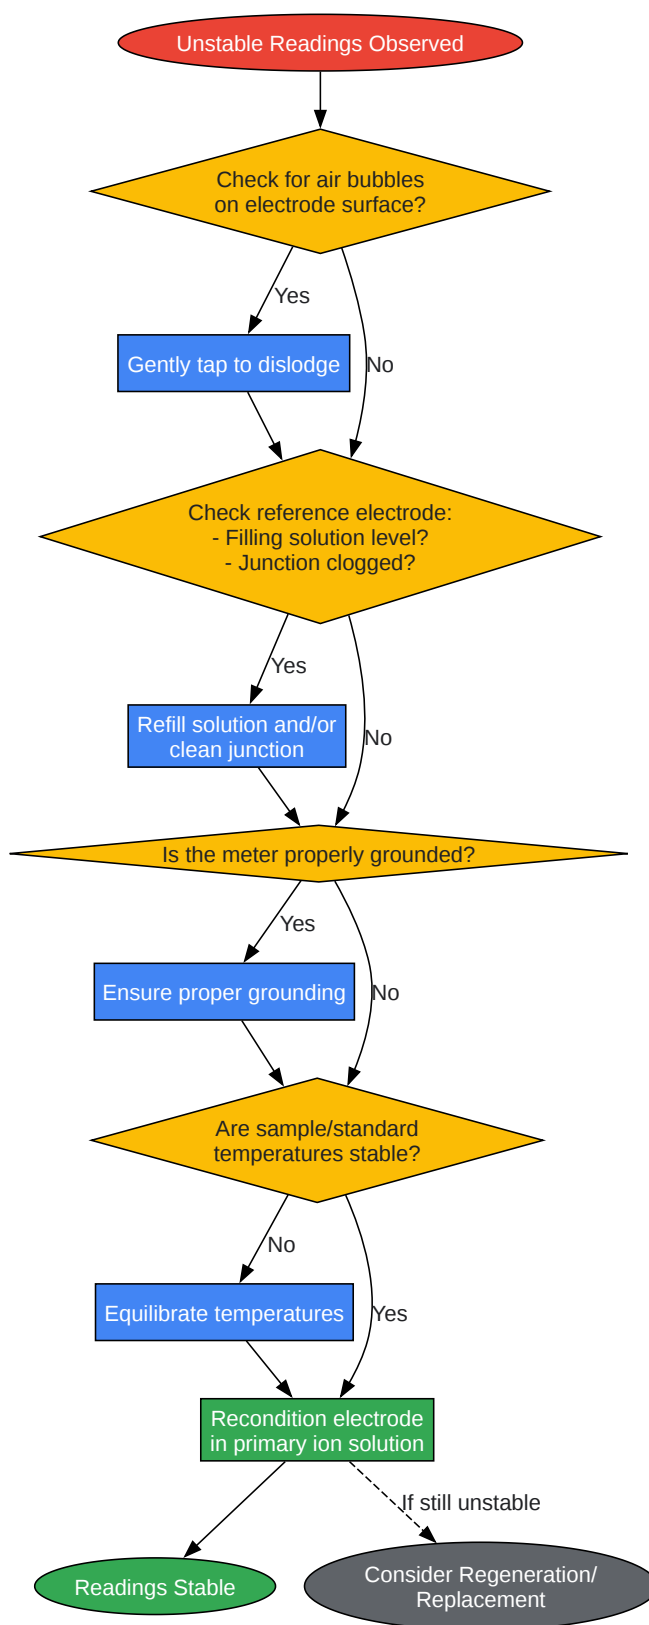 Unstable Readings Observed
Check for air bubbles
on electrode surface?
Yes
Gently tap to dislodge
No
Check reference electrode:
- Filling solution level?
- Junction clogged?
Yes
Refill solution and/or
clean junction
No
Is the meter properly grounded?
Yes
Ensure proper grounding
No
Are sample/standard
temperatures stable?
No
Equilibrate temperatures
Yes
Recondition electrode
in primary ion solution
If still unstable
Readings Stable
Consider Regeneration/
Replacement